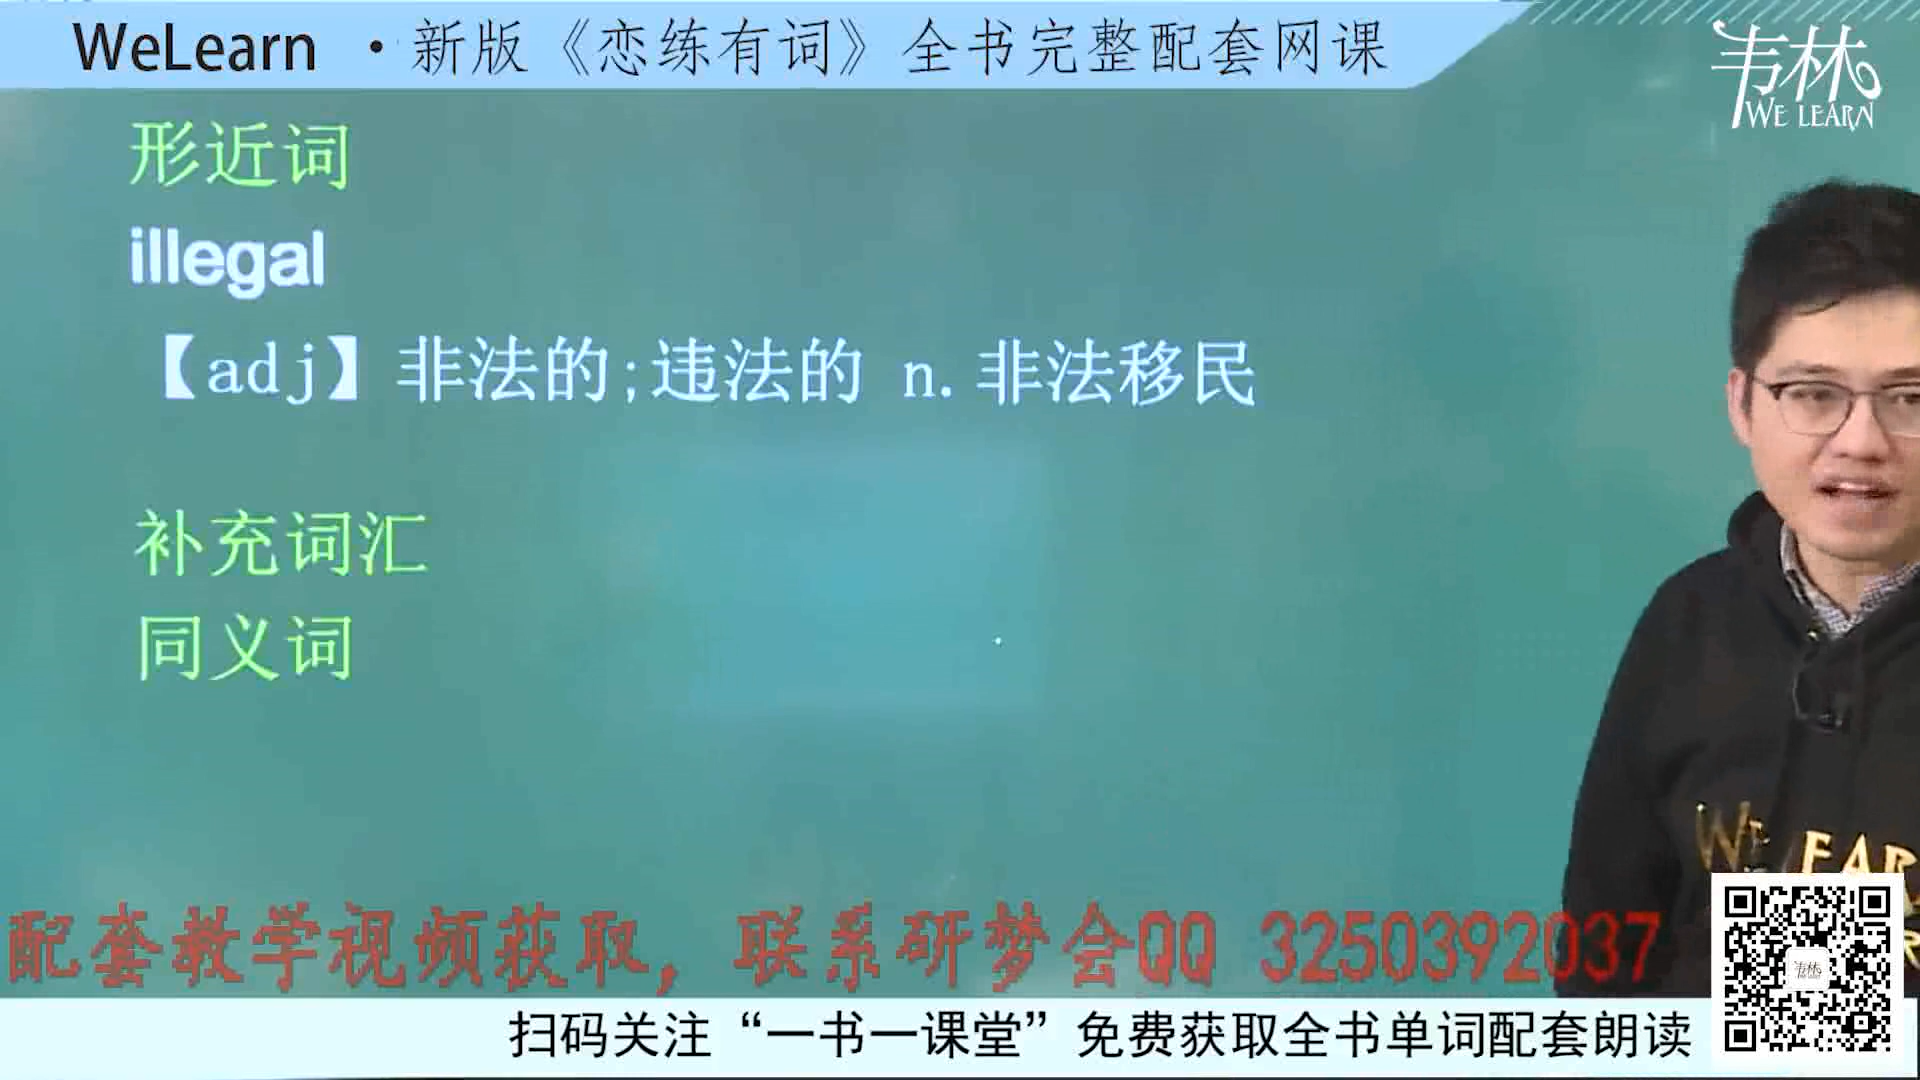 WeLearn ·新版《恋练有词》全书完整配套网课
韦林
WE LEARN
形近词
illegal
【adj】非法的;违法的 n.非法移民
补充词汇
同义词
WE LEAR
配套教学视频获取，联系研梦会QQ 3250392037
韦林
扫码关注“一书一课堂”免费获取全书单词配套朗读